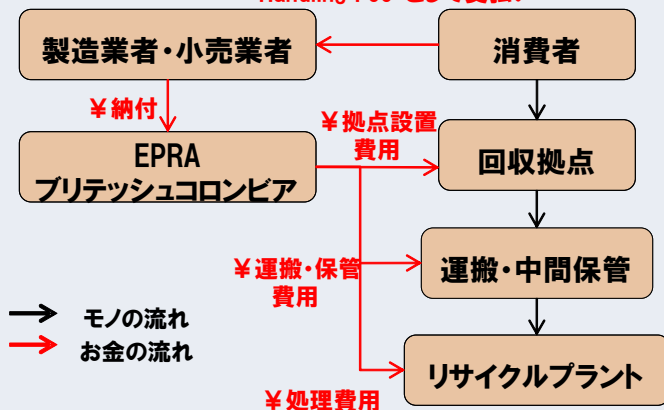 製造業者・小売業者
消費者
￥納付
￥拠点設置
費用
EPRA
ブリテッシュコロンビア
回収拠点
￥運搬・保管
費用
運搬・中間保管
モノの流れ
お金の流れ
リサイクルプラント
￥処理費用